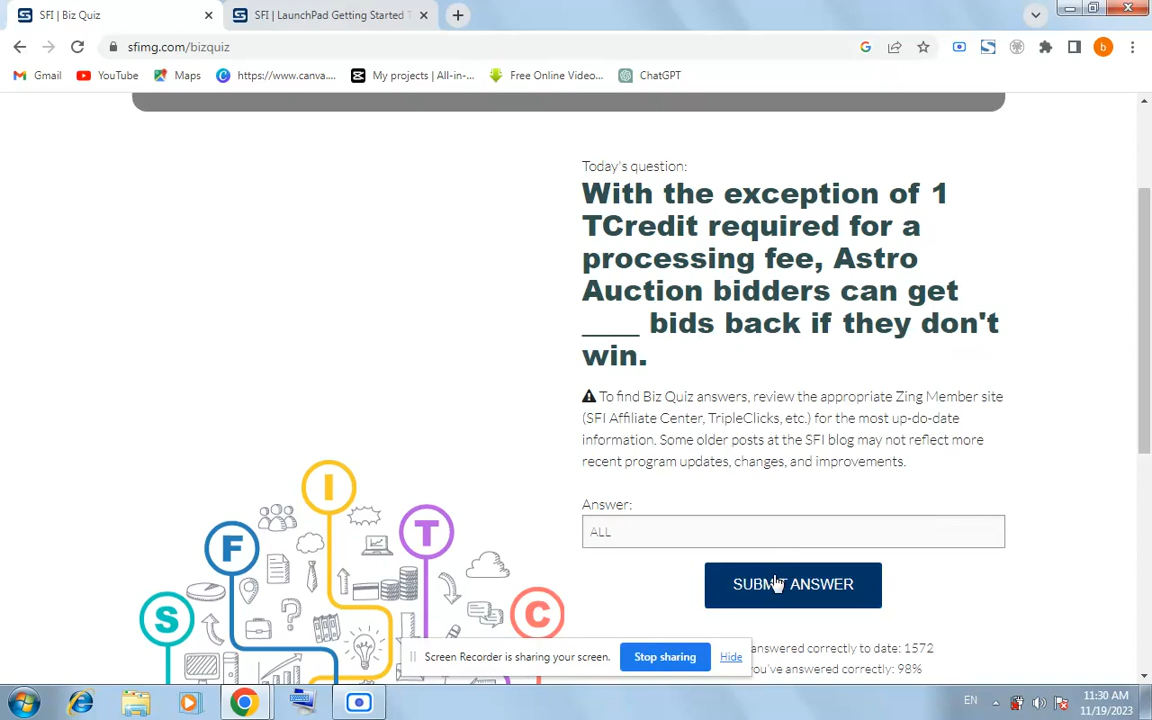 SFI | Biz Quiz
SFI | LaunchPad Getting Started T
sfimg.com/bizquiz
b
Gmail
YouTube
Maps
https://www.canva....
My projects | All-in-...
Free Online Video...
ChatGPT
Today's question:
With the exception of 1
TCredit required for a
processing fee, Astro
Auction bidders can get
____ bids back if they don't
win.
To find Biz Quiz answers, review the appropriate Zing Member site
(SFI Affiliate Center, TripleClicks, etc.) for the most up-do-date
information. Some older posts at the SFI blog may not reflect more
recent program updates, changes, and improvements.
Answer:
ALL
SUBMIT ANSWER
answered correctly to date: 1572
you've answered correctly: 98%
I
T
F
C
S
Screen Recorder is sharing your screen.
Stop sharing
Hide
EN
11:30 AM
11/19/2023